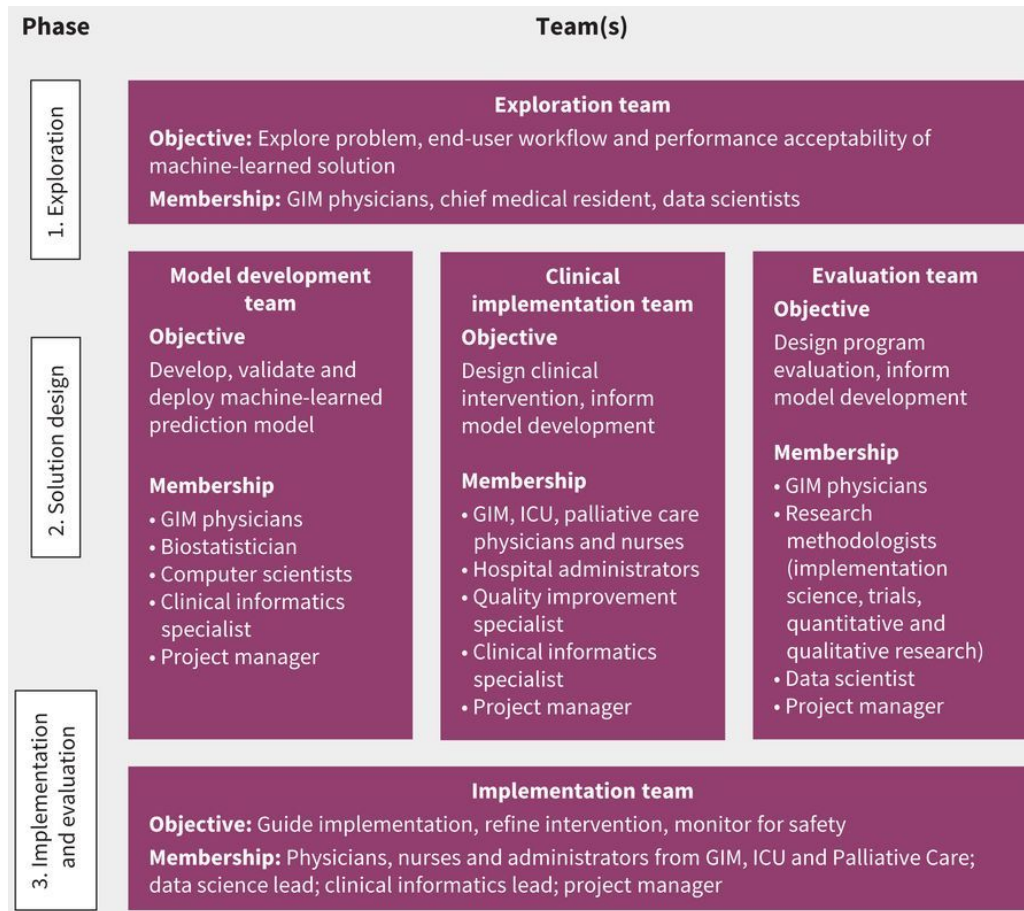 Phase
Team(s)
1. Exploration
Exploration team
Objective: Explore problem, end-user workflow and performance acceptability of
machine-learned solution
Membership: GIM physicians, chief medical resident, data scientists
2. Solution design
Model development
team
Objective
Develop, validate and
deploy machine-learned
prediction model
Membership
• GIM physicians
• Biostatistician
• Computer scientists
• Clinical informatics
specialist
• Project manager
Clinical
implementation team
Objective
Design clinical
intervention, inform
model development
Membership
• GIM, ICU, palliative care
physicians and nurses
• Hospital administrators
• Quality improvement
specialist
• Clinical informatics
specialist
• Project manager
Evaluation team
Objective
Design program
evaluation, inform
model development
Membership
• GIM physicians
• Research
methodologists
(implementation
science, trials,
quantitative and
qualitative research)
• Data scientist
• Project manager
3. Implementation
and evaluation
Implementation team
Objective: Guide implementation, refine intervention, monitor for safety
Membership: Physicians, nurses and administrators from GIM, ICU and Palliative Care;
data science lead; clinical informatics lead; project manager